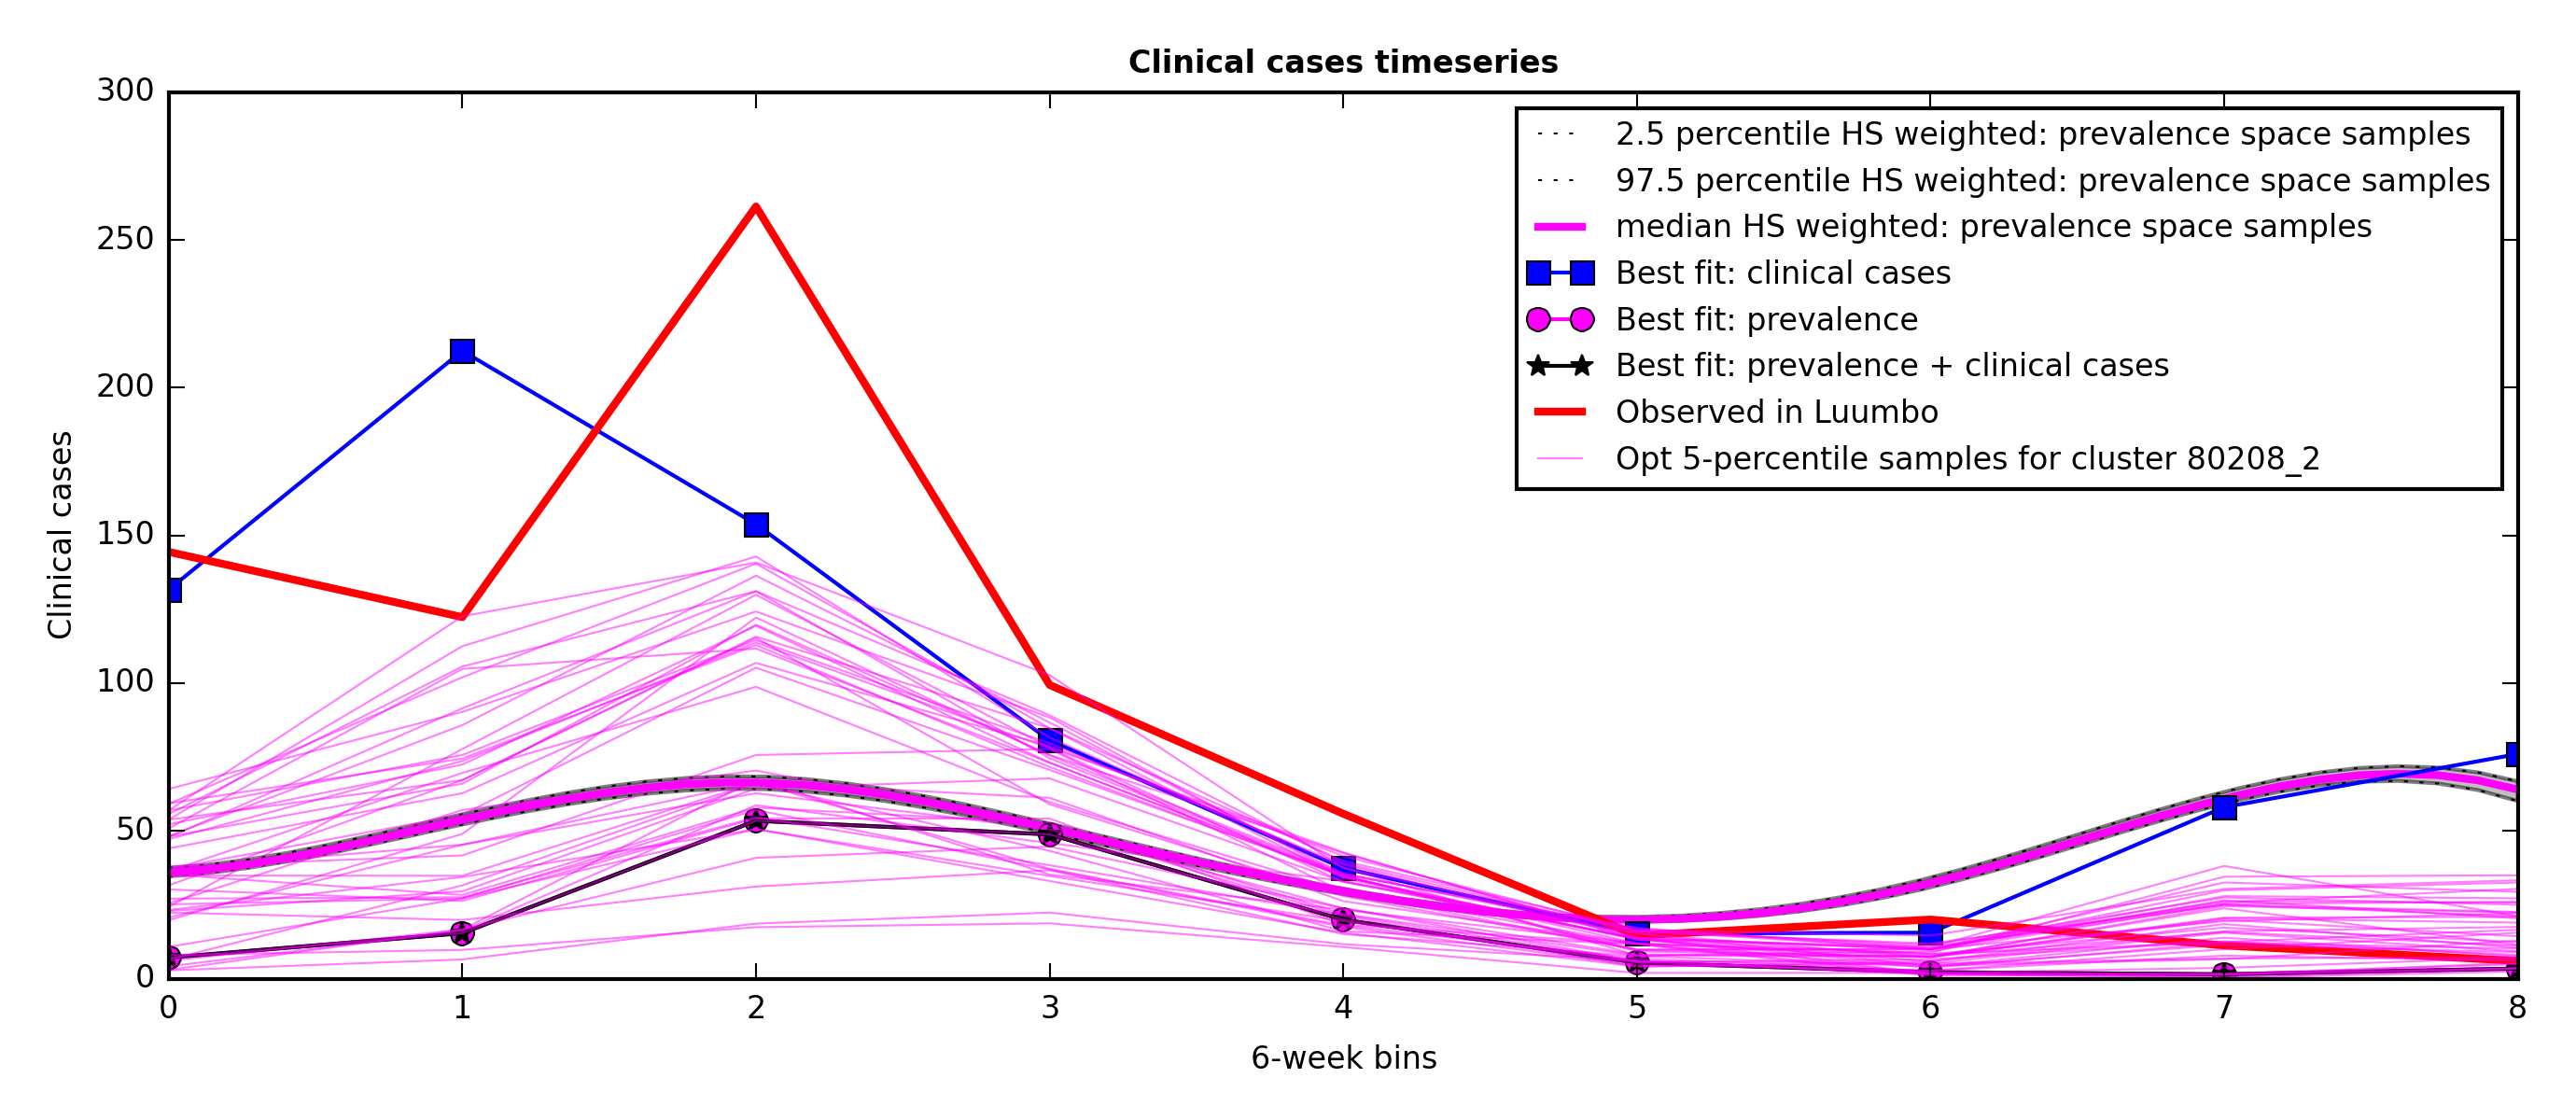 Clinical cases timeseries
300
250
200
150
100
50
0
Clinical cases
2.5 percentile HS weighted: prevalence space samples
97.5 percentile HS weighted: prevalence space samples
median HS weighted: prevalence space samples
Best fit: clinical cases
Best fit: prevalence
Best fit: prevalence + clinical cases
Observed in Luumbo
Opt 5-percentile samples for cluster 80208_2
0 1 2 3 4 5 6 7 8
6-week bins